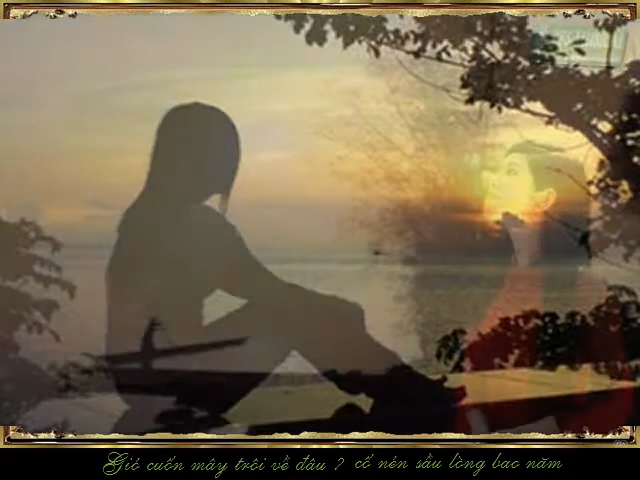 Gió cuốn mây trôi về đâu ? cố nén sầu lòng bao năm